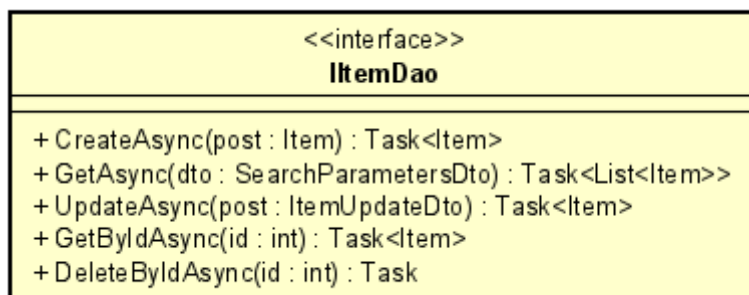 <<interface>>
IItemDao
+ CreateAsync(post : Item) : Task<Item>
+ GetAsync(dto : SearchParametersDto) : Task<List<Item>>
+ UpdateAsync(post : ItemUpdateDto) : Task<Item>
+ GetByIdAsync(id : int) : Task<Item>
+ DeleteByIdAsync(id : int) : Task